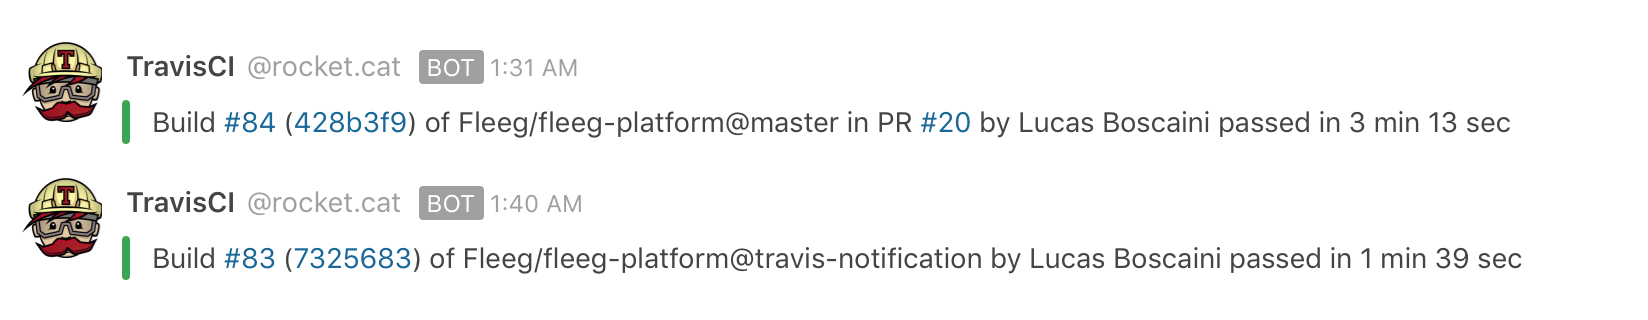 TravisCI @rocket.cat BOT 1:31 AM
Build #84 (428b3f9) of Fleeg/fleeg-platform@master in PR #20 by Lucas Boscaini passed in 3 min 13 sec
TravisCI @rocket.cat BOT 1:40 AM
Build #83 (7325683) of Fleeg/fleeg-platform@travis-notification by Lucas Boscaini passed in 1 min 39 sec